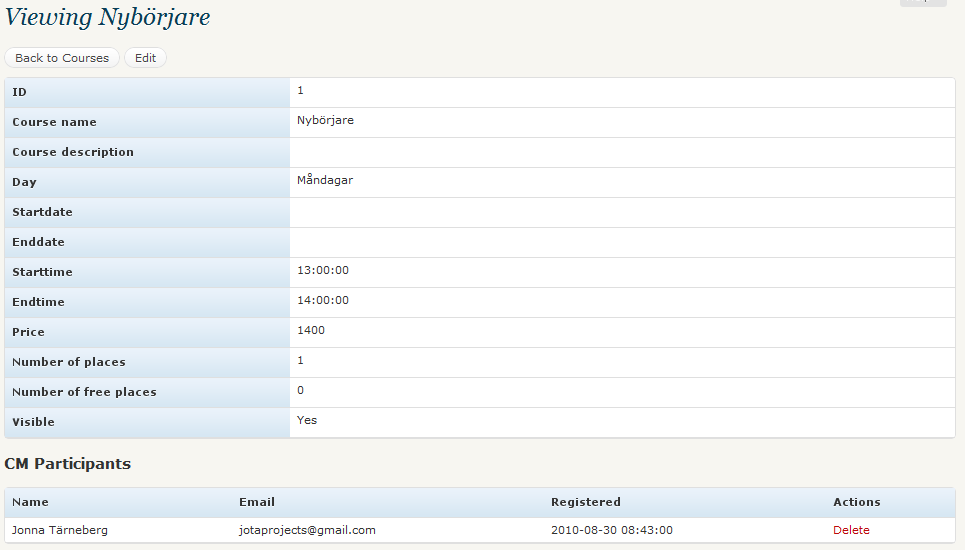 Viewing Nybörjare
Back to Courses Edit
ID 1
Course name Nybörjare
Course description
Day Måndagar
Startdate
Enddate
Starttime 13:00:00
Endtime 14:00:00
Price 1400
Number of places 1
Number of free places 0
Visible Yes
CM Participants
Name Email Registered Actions
Jonna Tärneberg jotaprojects@gmail.com 2010-08-30 08:43:00 Delete